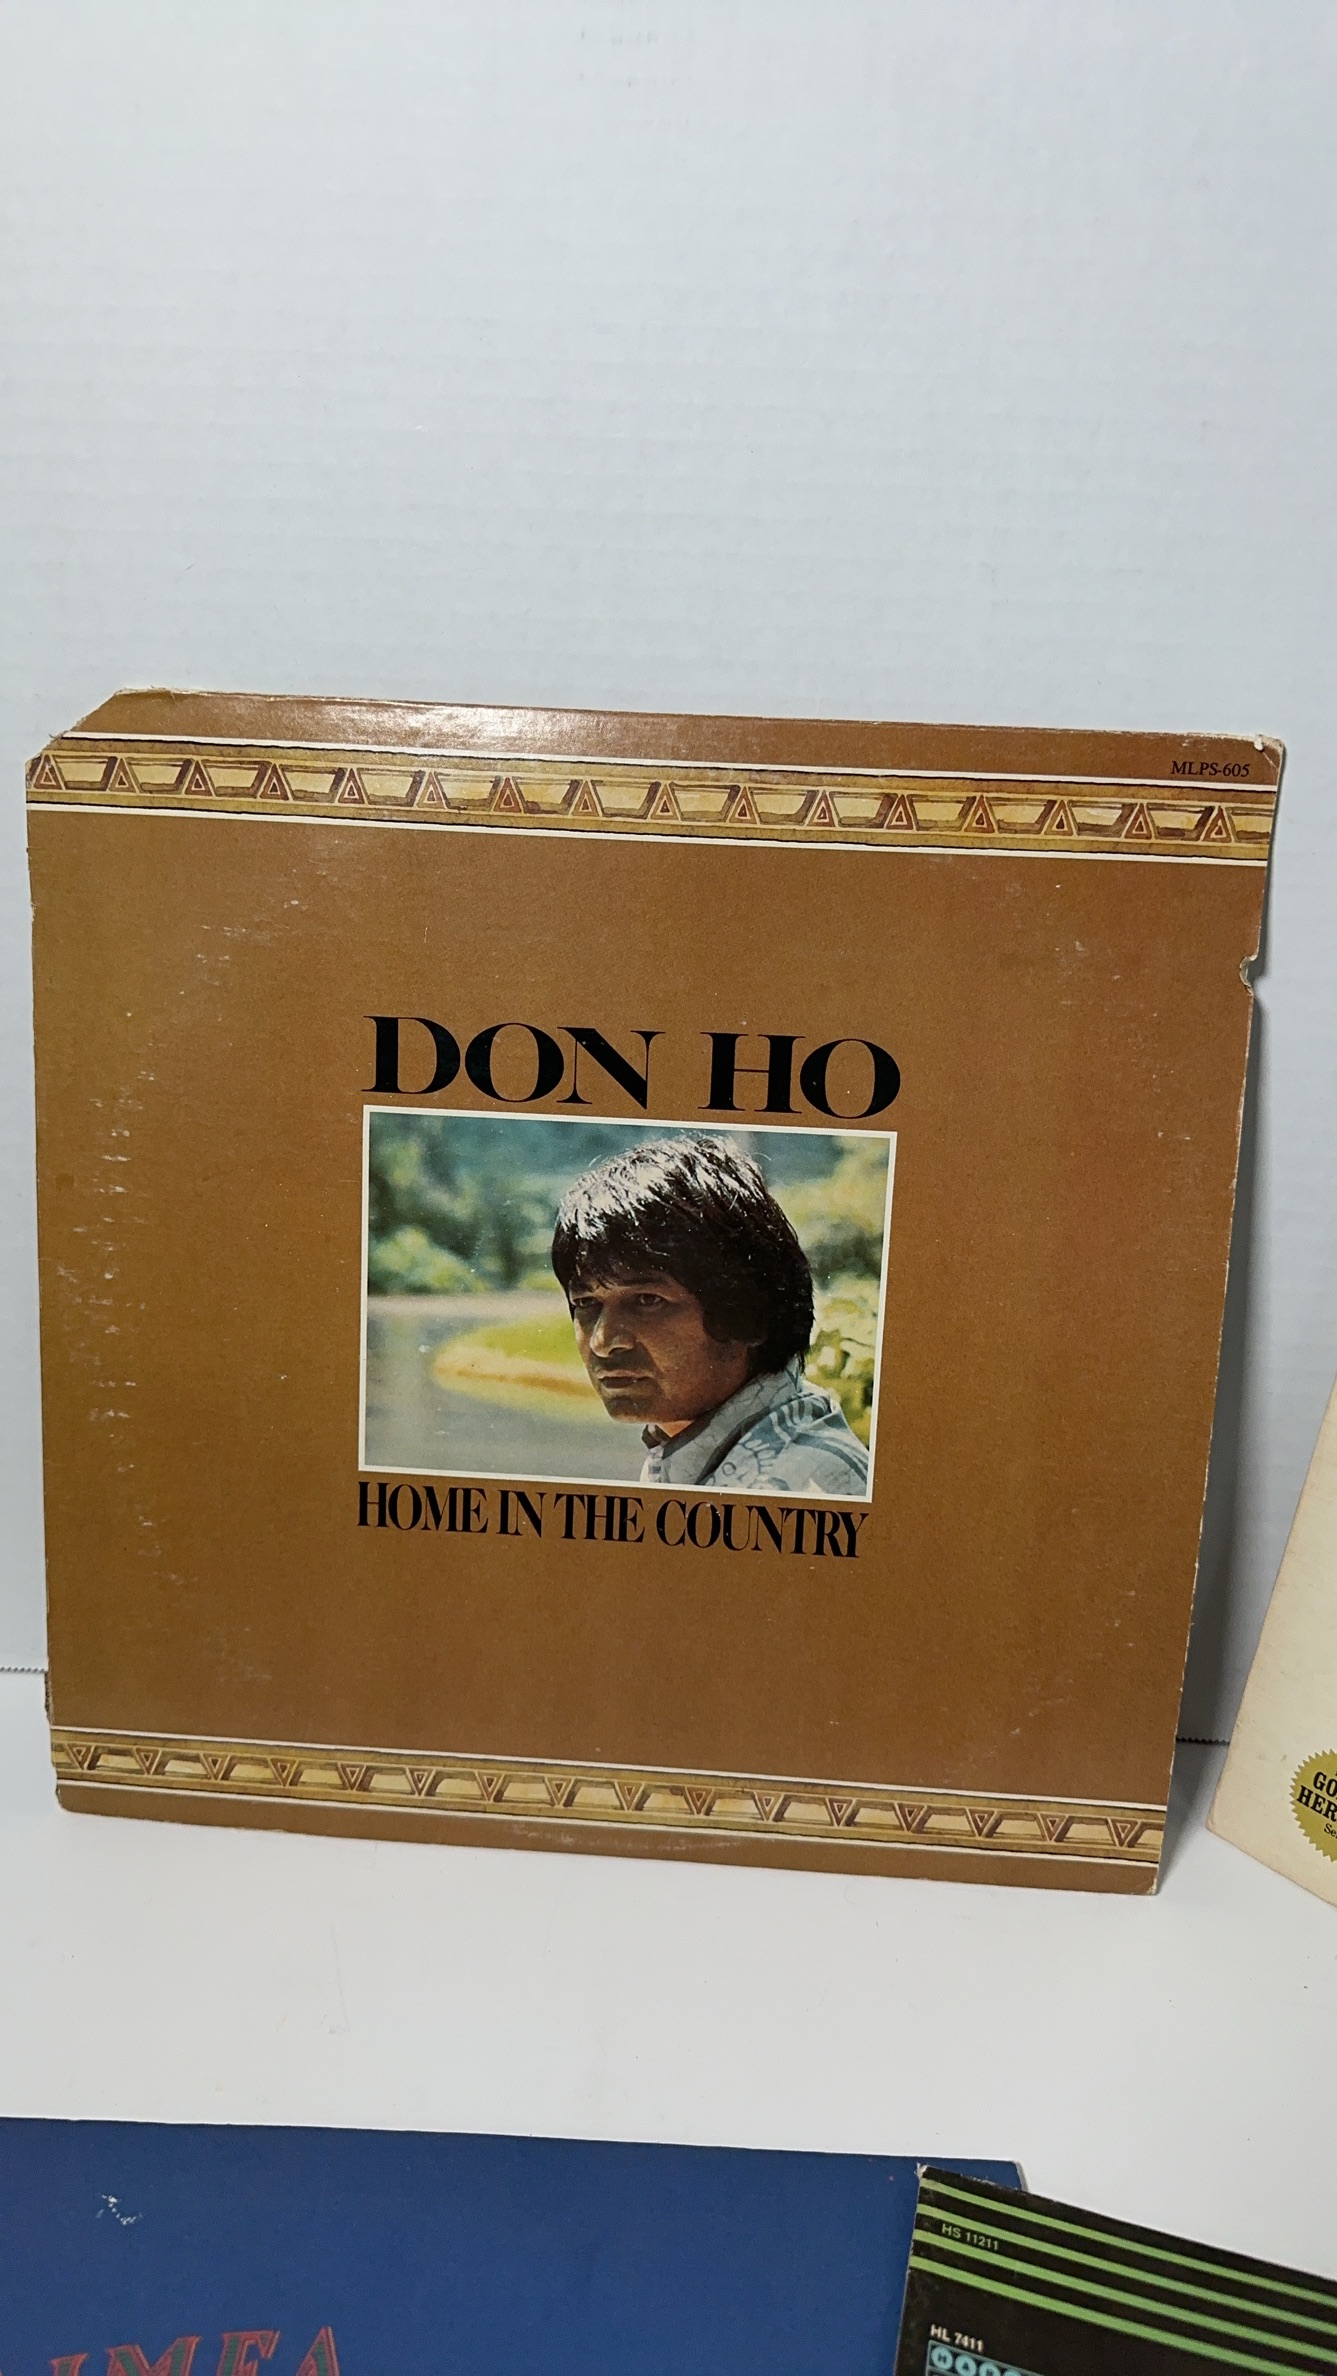 MLPS-605
DON HO
HOME IN THE COUNTRY
HS 11211
HL 7411